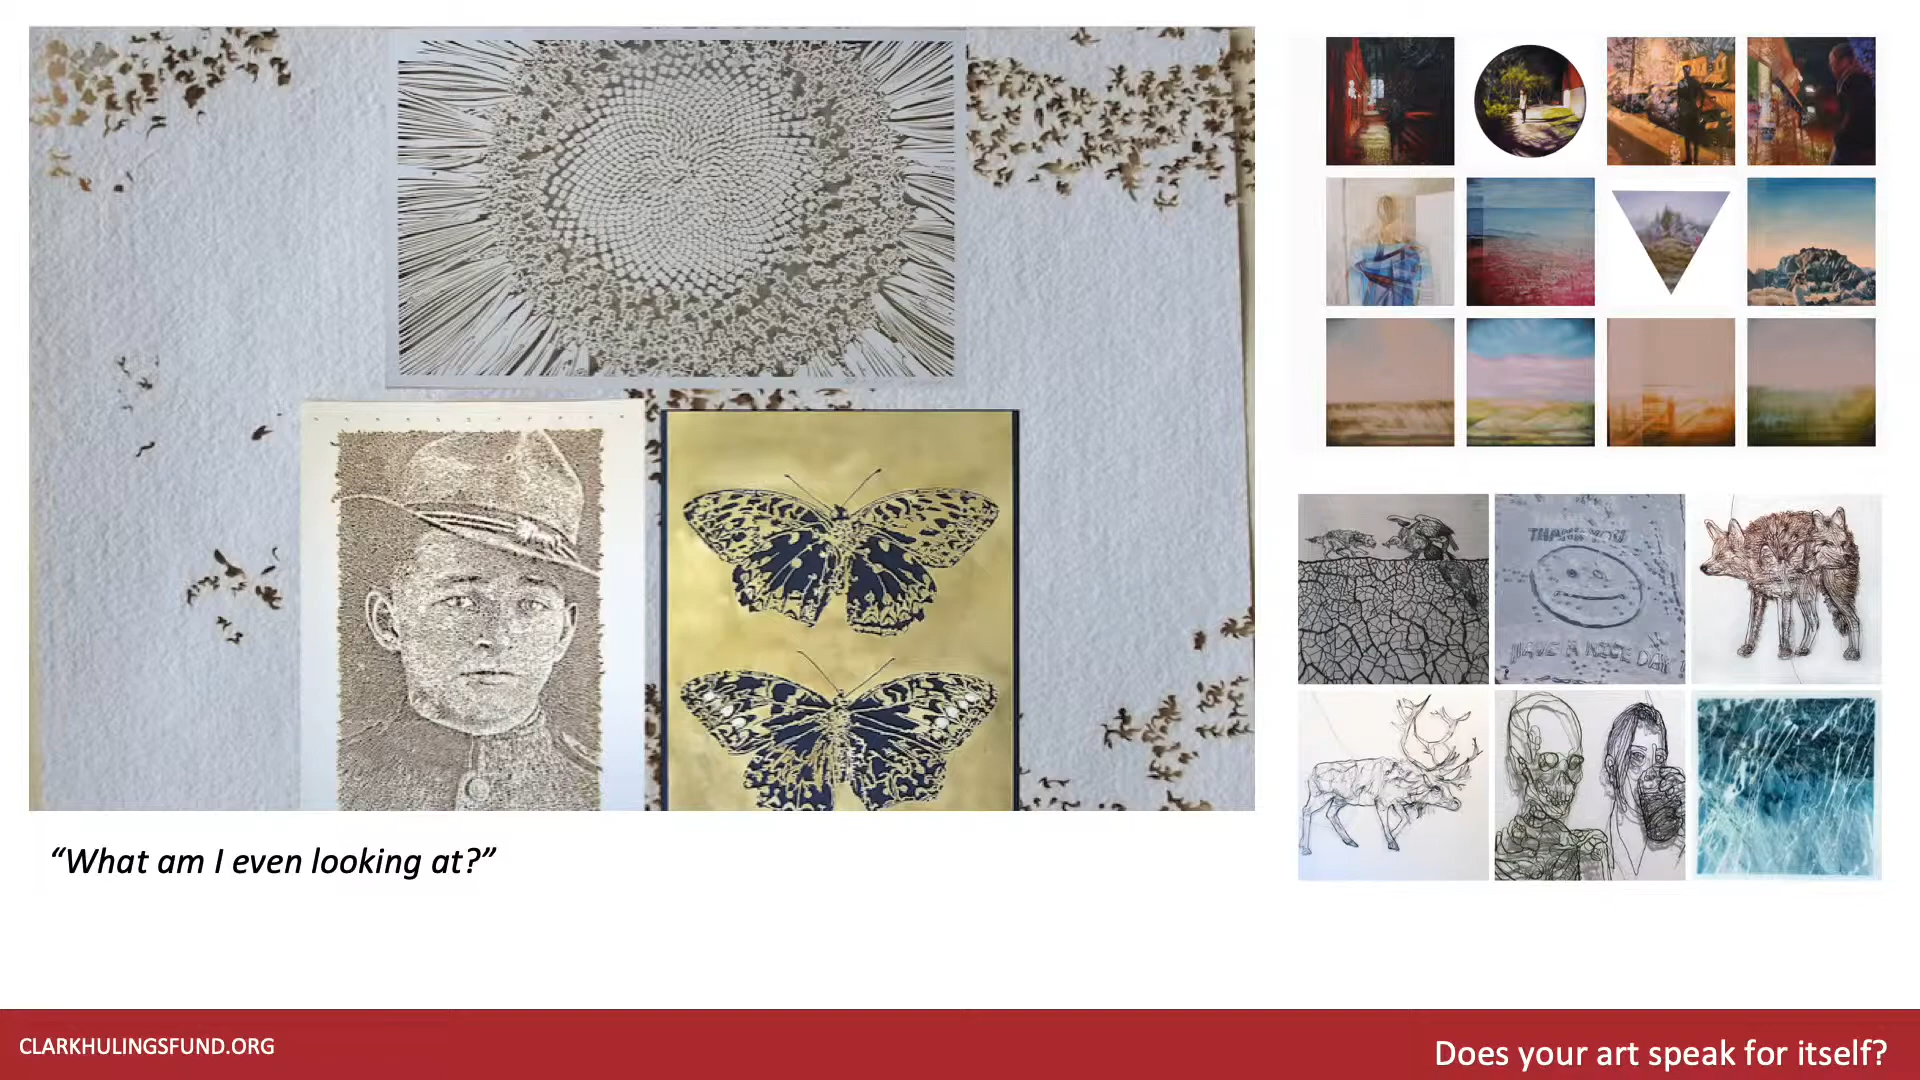 THANK YOU
HAVE A NICE DAY
“What am I even looking at?”
CLARKHULINGSFUND.ORG
Does your art speak for itself?